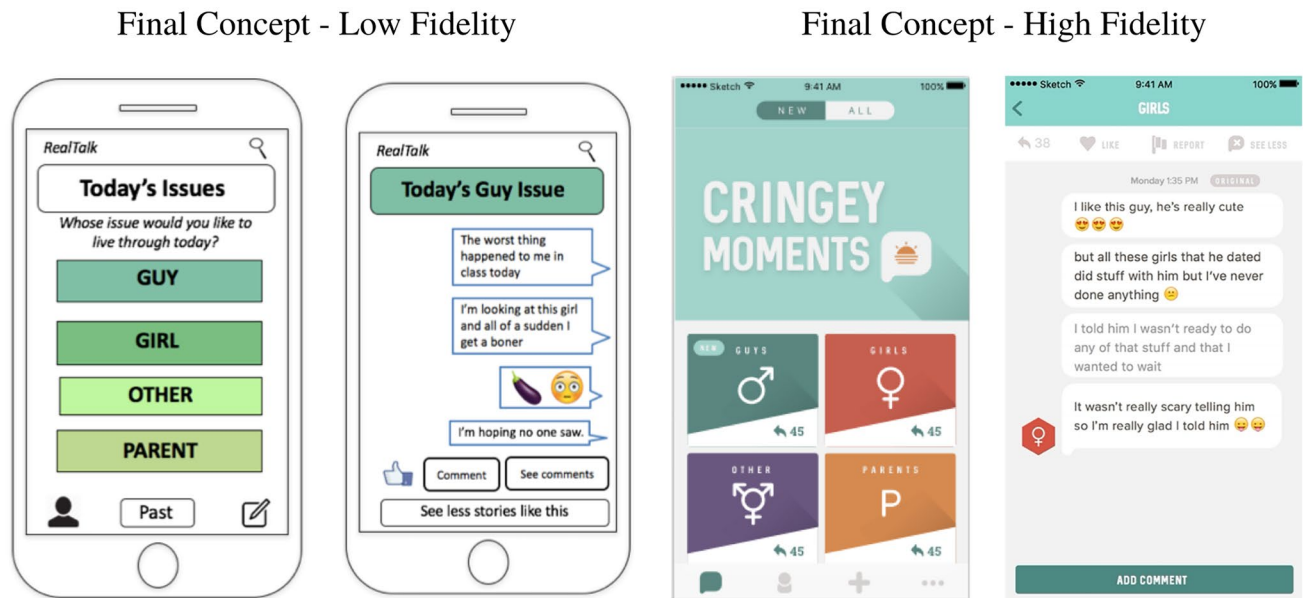 Final Concept - Low Fidelity
Final Concept - High Fidelity
RealTalk
Today's Issues
Whose issue would you like to
live through today?
GUY
GIRL
OTHER
PARENT
Past
RealTalk
Today's Guy Issue
The worst thing
happened to me in
class today
I'm looking at this girl
and all of a sudden I
get a boner
I'm hoping no one saw.
Comment
See comments
See less stories like this
Sketch
9:41 AM
100%
NEW
ALL
CRINGEY
MOMENTS
NEW
GUYS
45
GIRLS
45
OTHER
45
PARENTS
P
45
Sketch
9:41 AM
100%
GIRLS
38
LIKE
REPORT
SEE LESS
Monday 1:35 PM
ORIGINAL
I like this guy, he's really cute
but all these girls that he dated
did stuff with him but I've never
done anything
I told him I wasn't ready to do
any of that stuff and that I
wanted to wait
It wasn't really scary telling him
so I'm really glad I told him
ADD COMMENT